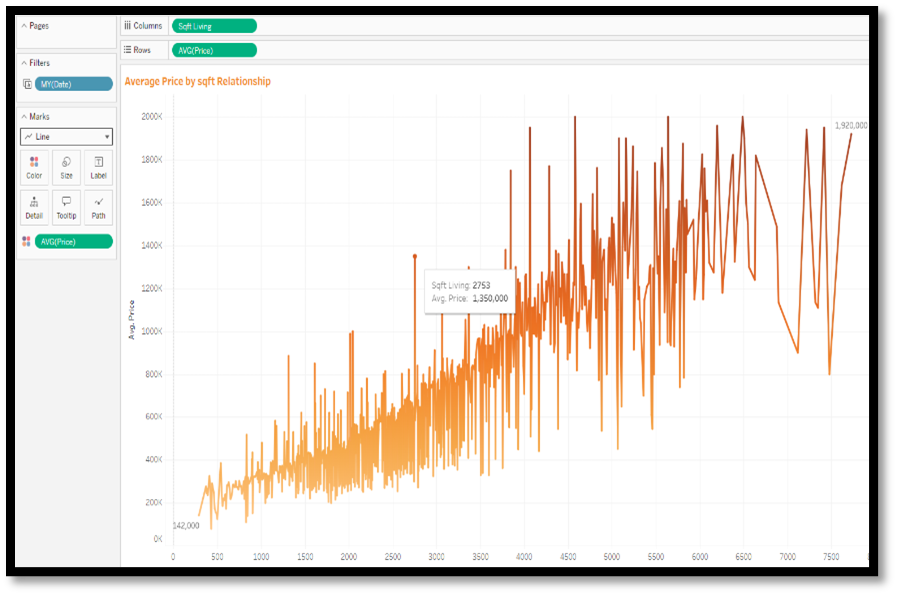 Pages
Columns
Sqft Living
Rows
AVG(Price)
Filters
MY(Date)
Marks
Line
Color
Size
Label
Detail
Tooltip
Path
AVG(Price)
Average Price by sqft Relationship
Avg. Price
2000K
1800K
1600K
1400K
1200K
1000K
800K
600K
400K
200K
0K
1,920,000
Sqft Living: 2753
Avg. Price: 1,350,000
142,000
0
500
1000
1500
2000
2500
3000
3500
4000
4500
5000
5500
6000
6500
7000
7500